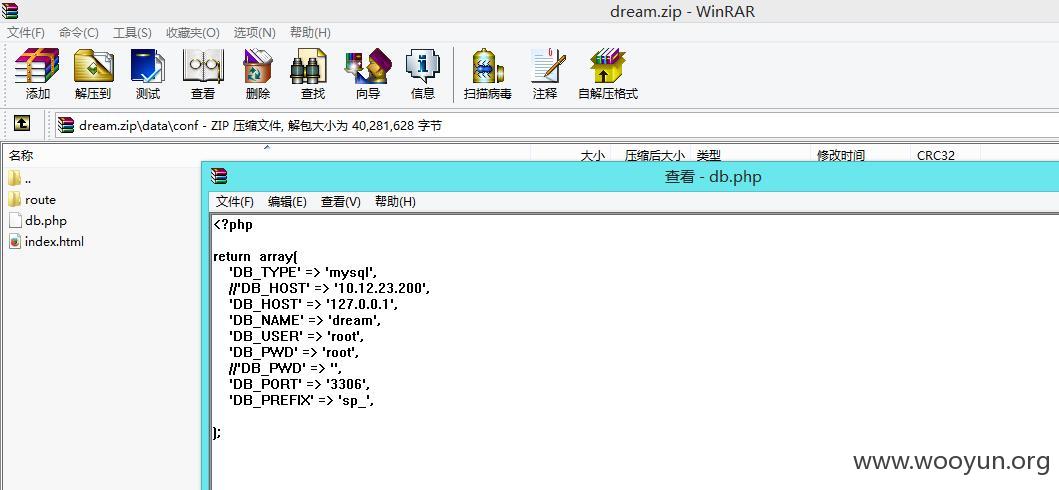 dream.zip - WinRAR
文件(F) 命令(C) 工具(S) 收藏夹(O) 选项(N) 帮助(H)
添加 解压到 测试 查看 删除 查找 向导 信息 扫描病毒 注释 自解压格式
dream.zip\data\conf - ZIP 压缩文件, 解包大小为 40,281,628 字节
名称 大小 压缩后大小 类型 修改时间 CRC32
..
route
db.php
index.html
查看 - db.php
文件(F) 编辑(E) 查看(V) 帮助(H)
<?php
return array(
'DB_TYPE' => 'mysql',
//'DB_HOST' => '10.12.23.200',
'DB_HOST' => '127.0.0.1',
'DB_NAME' => 'dream',
'DB_USER' => 'root',
'DB_PWD' => 'root',
//'DB_PWD' => '',
'DB_PORT' => '3306',
'DB_PREFIX' => 'sp_',
);
www.wooyun.org